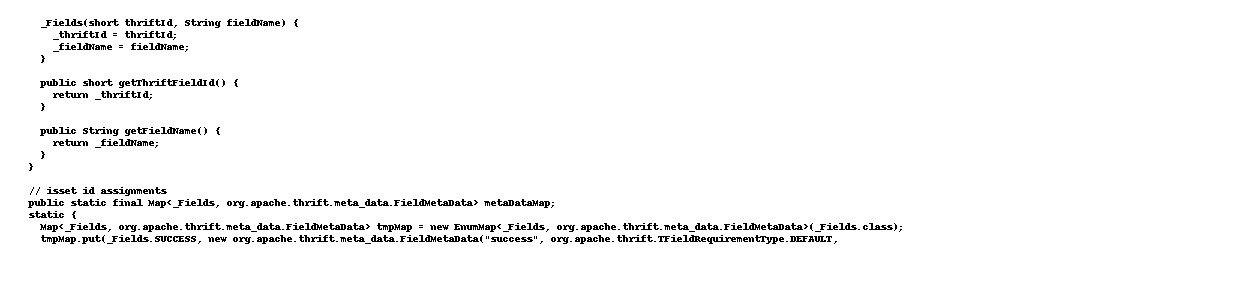 _Fields(short thriftId, String fieldName) {
_thriftId = thriftId;
_fieldName = fieldName;
}
public short getThriftFieldId() {
return _thriftId;
}
public String getFieldName() {
return _fieldName;
}
}
// isset id assignments
public static final Map<_Fields, org.apache.thrift.meta_data.FieldMetaData> metaDataMap;
static {
Map<_Fields, org.apache.thrift.meta_data.FieldMetaData> tmpMap = new EnumMap<_Fields, org.apache.thrift.meta_data.FieldMetaData>(_Fields.class);
tmpMap.put(_Fields.SUCCESS, new org.apache.thrift.meta_data.FieldMetaData("success", org.apache.thrift.TFieldRequirementType.DEFAULT,